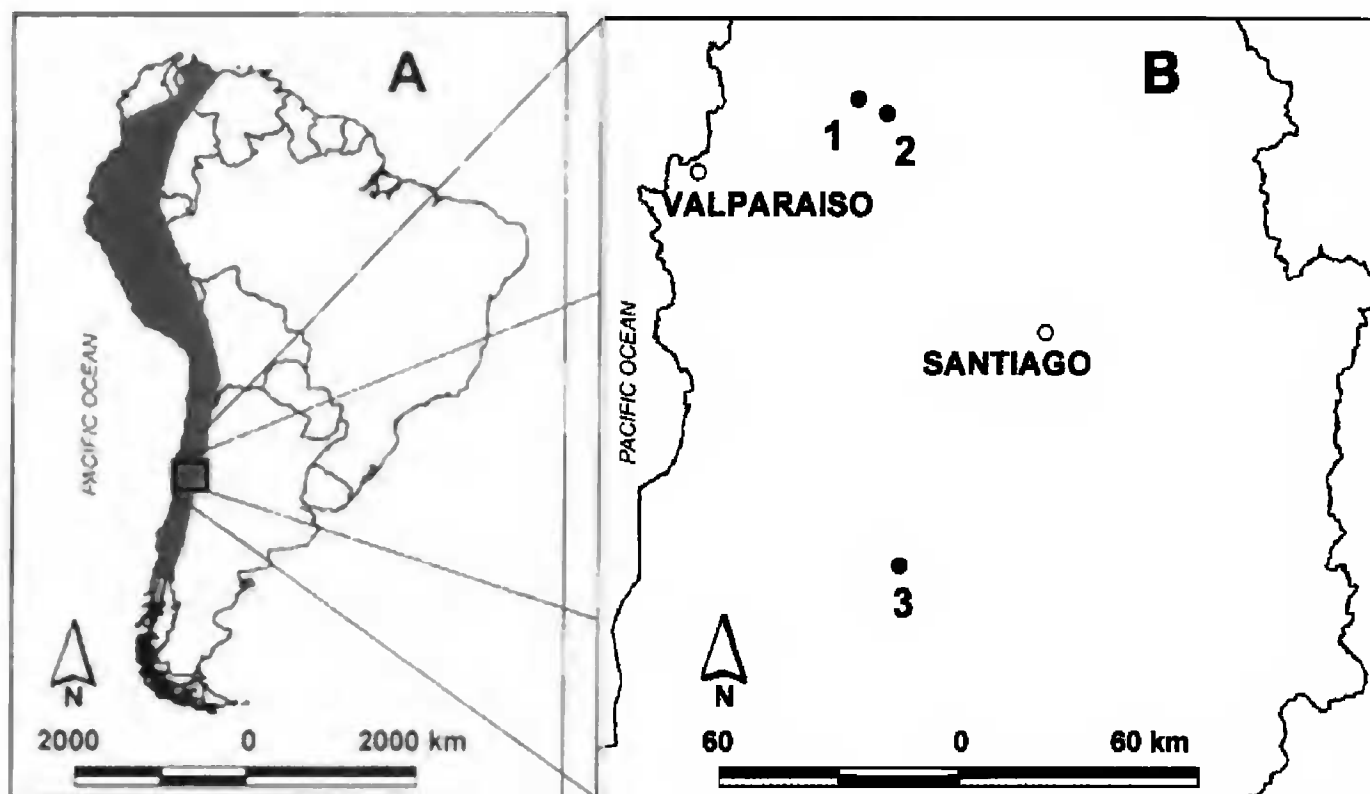 A
PACIFIC OCEAN
N
2000 0 2000 km
B
1
2
VALPARAISO
PACIFIC OCEAN
SANTIAGO
3
N
60 0 60 km